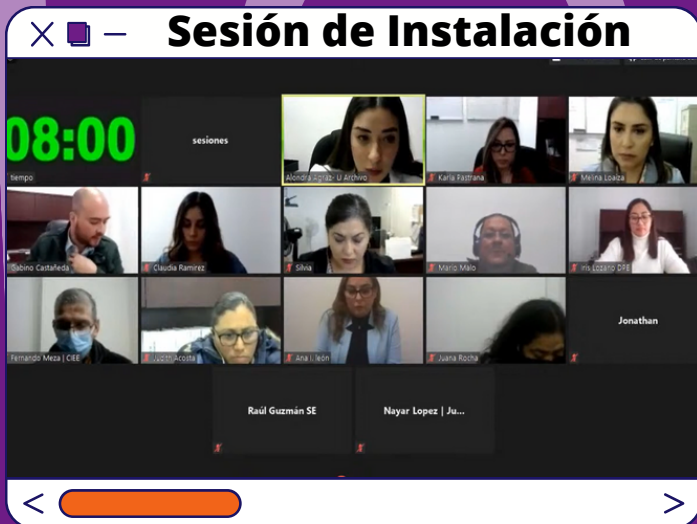 Sesión de Instalación
08:00
tiempo
sesiones
Alondra Agraz- U Archivo
Karla Pastrana
Melina Loaiza
Sabino Castañeda
Claudia Ramirez
Silvia
Mario Malo
Iris Lozano DPE
Fernando Meza | CIEE
Judith Acosta
Ana I. león
Juana Rocha
Jonathan
Raúl Guzmán SE
Nayar Lopez | Ju...